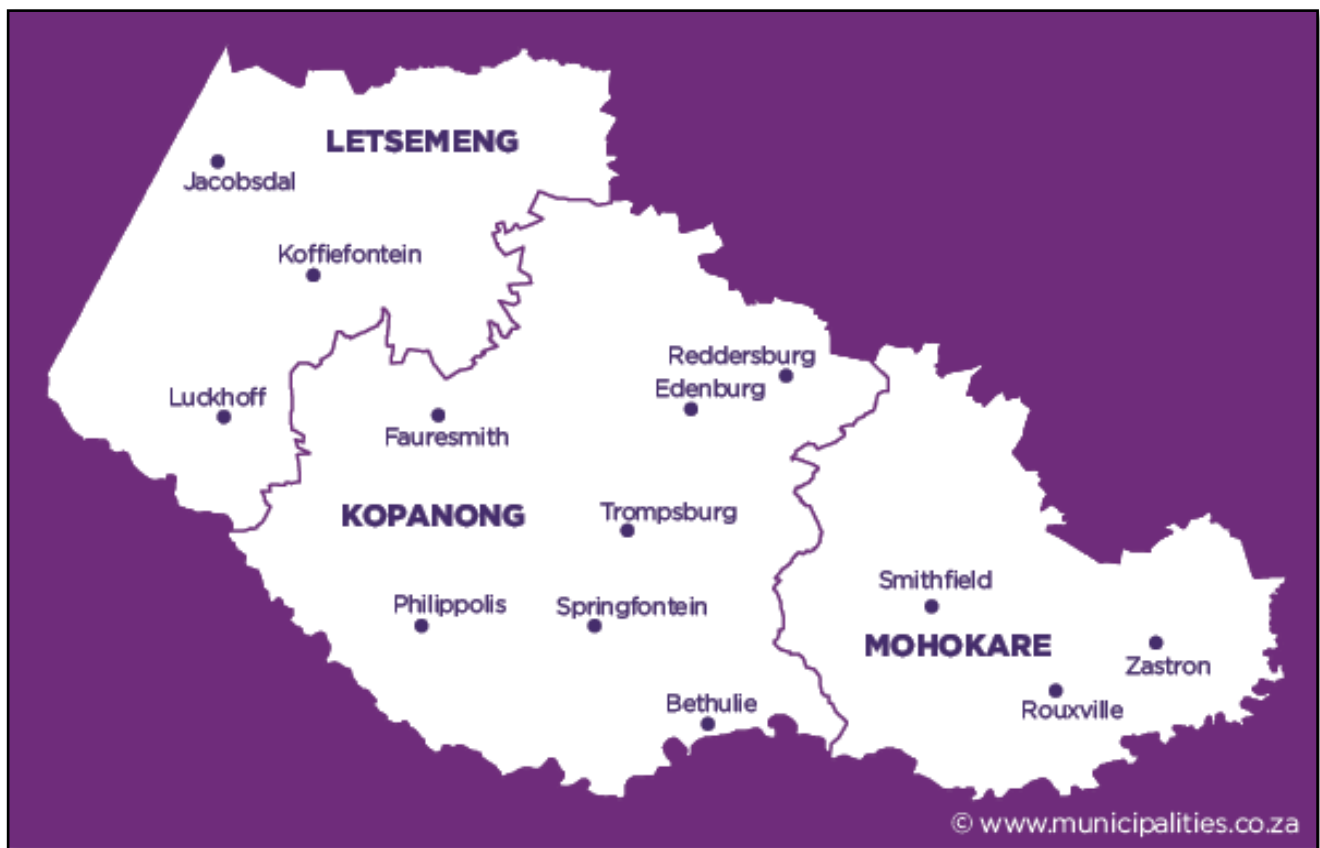 LETSEMENG
Jacobsdal
Koffiefontein
Luckhoff
Reddersburg
Edenburg
Fauresmith
KOPANONG
Trompsburg
Philippolis
Springfontein
Bethulie
Smithfield
MOHOKARE
Zastron
Rouxville
© www.municipalities.co.za